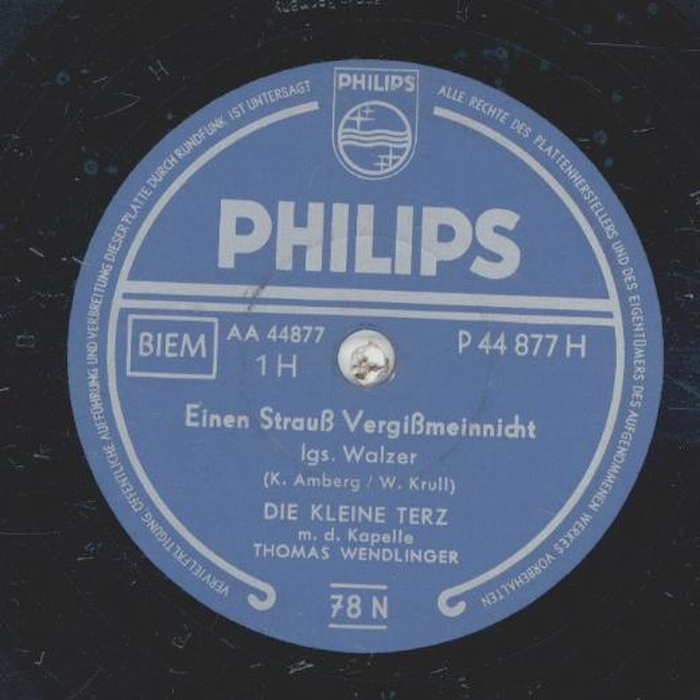 PHILIPS
ALLE RECHTE DES PLATTENHERSTELLERS UND DES EIGENTÜMERS DES AUFGENOMMENEN WERKES VORBEHALTEN
VERVIELFÄLTIGUNG, ÖFFENTLICHE AUFFÜHRUNG UND VERBREITUNG DIESER PLATTE DURCH RUNDFUNK IST UNTERSAGT
PHILIPS
BIEM
AA 44877
1 H
P 44 877 H
Einen Strauß Vergißmeinnicht
lgs. Walzer
(K. Amberg / W. Krull)
DIE KLEINE TERZ
m. d. Kapelle
THOMAS WENDLINGER
78 N